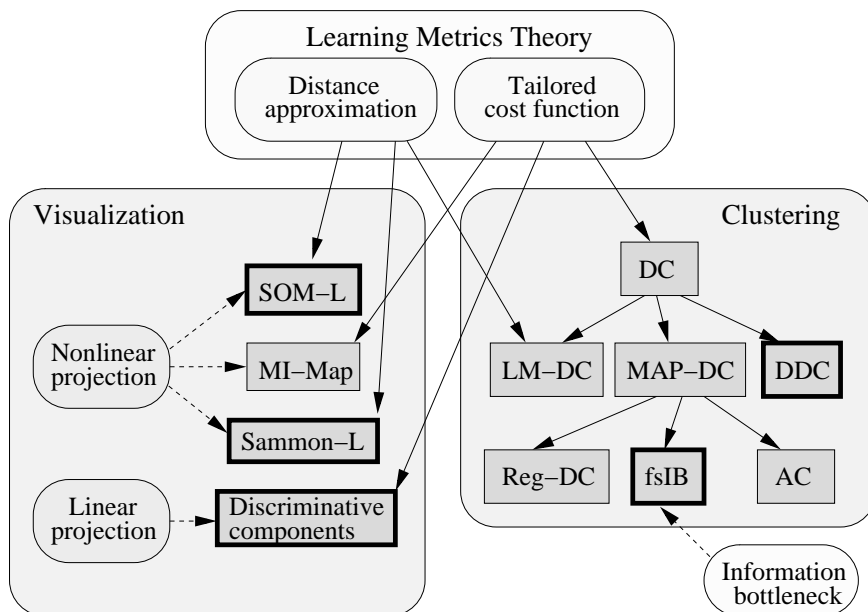 Learning Metrics Theory
Distance
approximation
Tailored
cost function
Visualization
SOM−L
Nonlinear
projection
MI−Map
Sammon−L
Linear
projection
Discriminative
components
Clustering
DC
LM−DC
MAP−DC
DDC
Reg−DC
fsIB
AC
Information
bottleneck